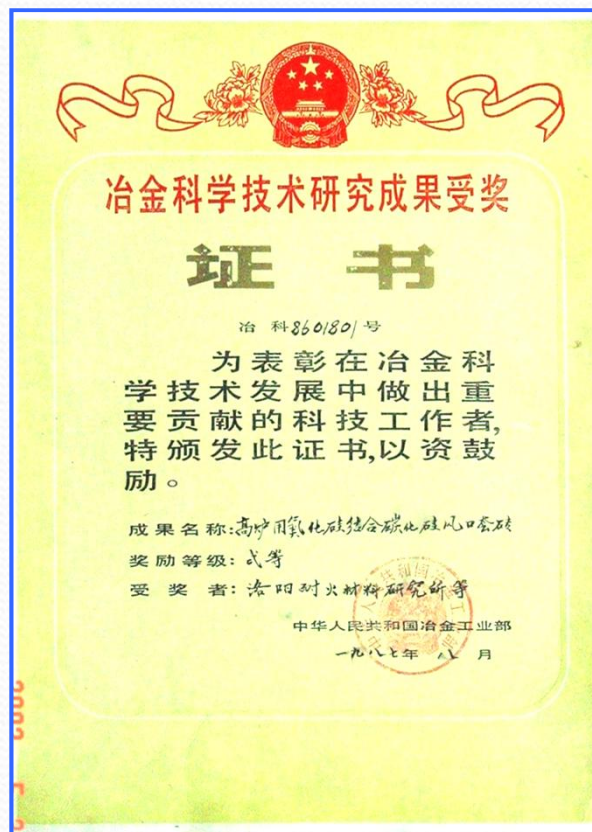 冶金科学技术研究成果受奖
证书
冶科8601801号
为表彰在冶金科
学技术发展中做出重
要贡献的科技工作者,
特颁发此证书,以资鼓
励。
成果名称:高炉用氮化硅结合碳化硅风口套砖
奖励等级:弍等
受奖者:洛阳耐火材料研究所等
中华人民共和国冶金工业部
一九八七年 八 月